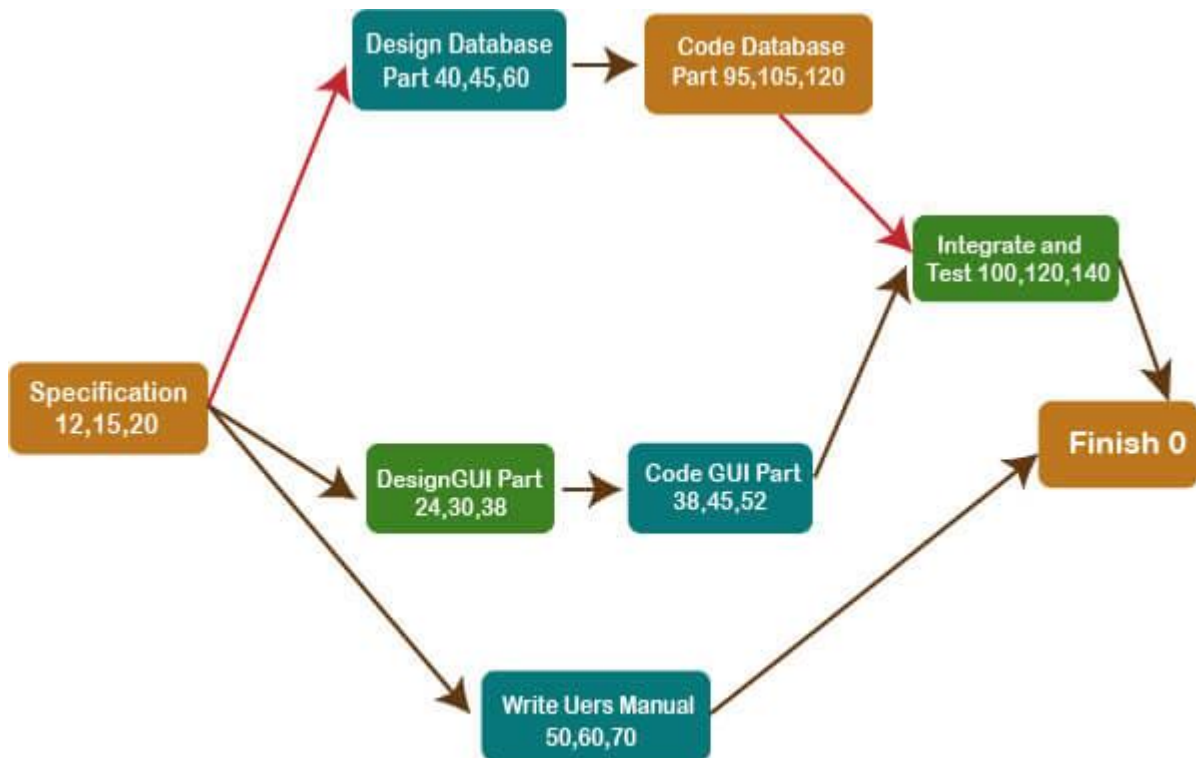 Design Database
Part 40,45,60
Code Database
Part 95,105,120
Integrate and
Test 100,120,140
Specification
12,15,20
Finish 0
DesignGUI Part
24,30,38
Code GUI Part
38,45,52
Write Uers Manual
50,60,70